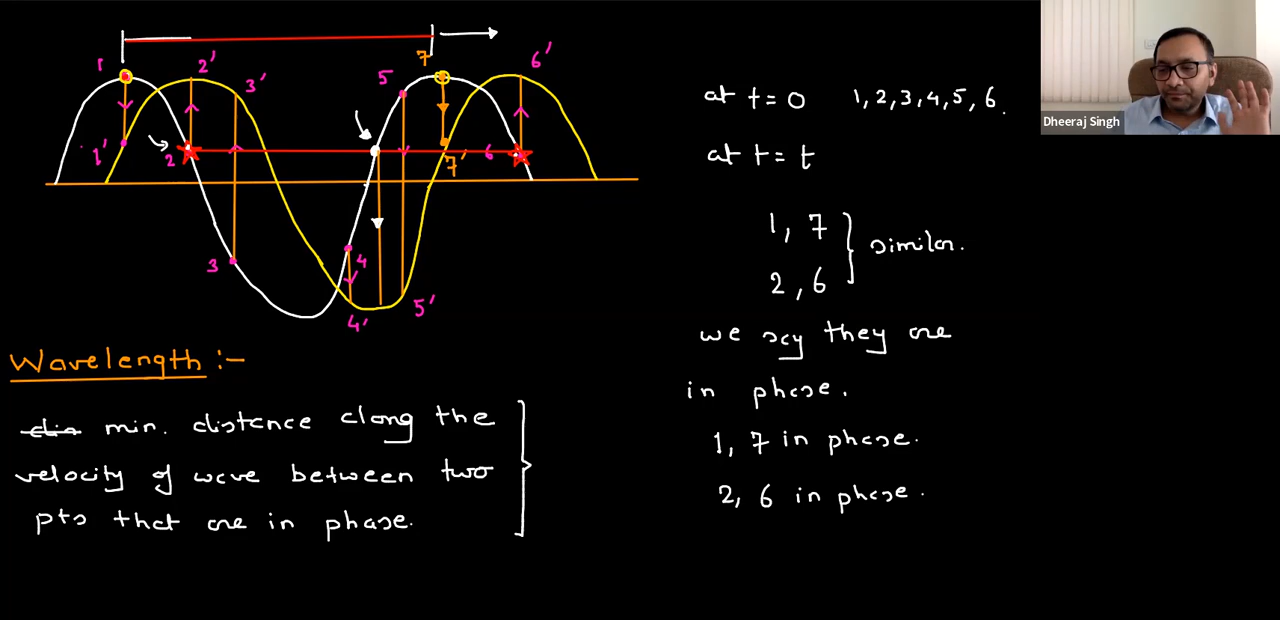 1 2' 3' 5 7 6'
1' 2 7' 6
3 4
4' 5'
Wavelength :-
min. distance along the
velocity of wave between two
pts that are in phase.
at t = 0 1, 2, 3, 4, 5, 6.
at t = t
1, 7
2, 6 } similar.
we say they are
in phase.
1, 7 in phase.
2, 6 in phase.
Dheeraj Singh